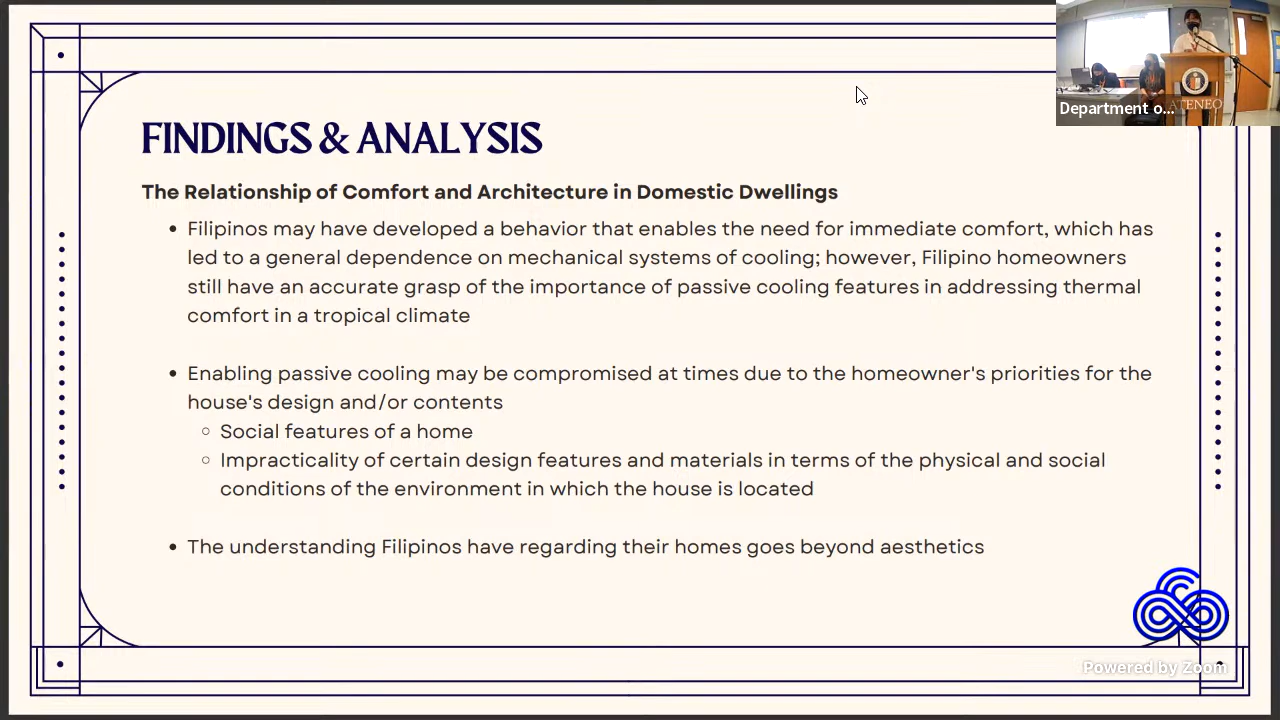 FINDINGS & ANALYSIS
The Relationship of Comfort and Architecture in Domestic Dwellings
• Filipinos may have developed a behavior that enables the need for immediate comfort, which has
led to a general dependence on mechanical systems of cooling; however, Filipino homeowners
still have an accurate grasp of the importance of passive cooling features in addressing thermal
comfort in a tropical climate
• Enabling passive cooling may be compromised at times due to the homeowner's priorities for the
house's design and/or contents
○ Social features of a home
○ Impracticality of certain design features and materials in terms of the physical and social
conditions of the environment in which the house is located
• The understanding Filipinos have regarding their homes goes beyond aesthetics
Department o...
ATENEO
Powered by Zoom